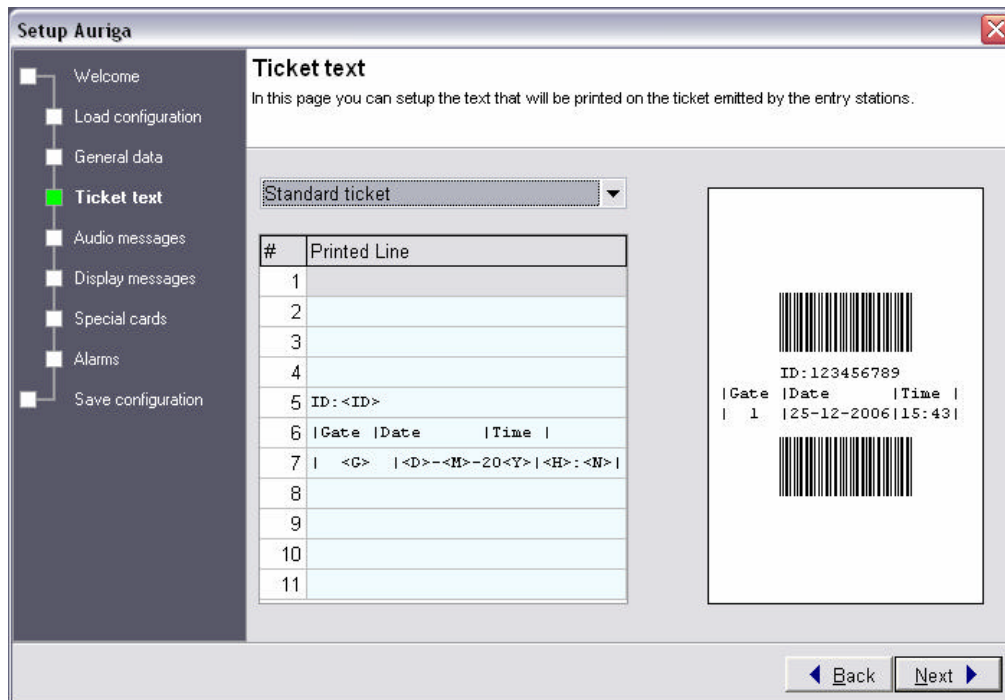 Setup Auriga
Welcome
Load configuration
General data
Ticket text
Audio messages
Display messages
Special cards
Alarms
Save configuration
Ticket text
In this page you can setup the text that will be printed on the ticket emitted by the entry stations.
Standard ticket
# Printed Line
1
2
3
4
5 ID:<ID>
6 |Gate |Date |Time |
7 | <G> |<D>-<M>-20<Y>|<H>:<N>|
8
9
10
11
ID:123456789
|Gate |Date |Time |
| 1 |25-12-2006|15:43|
Back Next